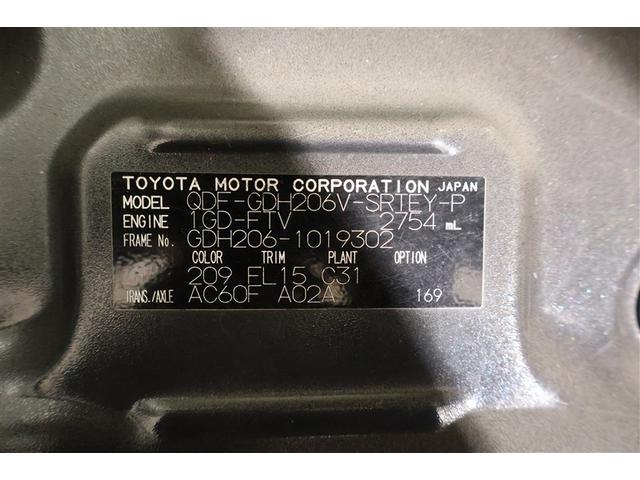 TOYOTA MOTOR CORPORATION JAPAN
MODEL QDF-GDH206V-SRTEY-P
ENGINE 1GD-FTV 2754 mL
FRAME No. GDH206-1019302
COLOR TRIM PLANT OPTION
209 FL15 C31
TRANS./AXLE AC60F A02A 169